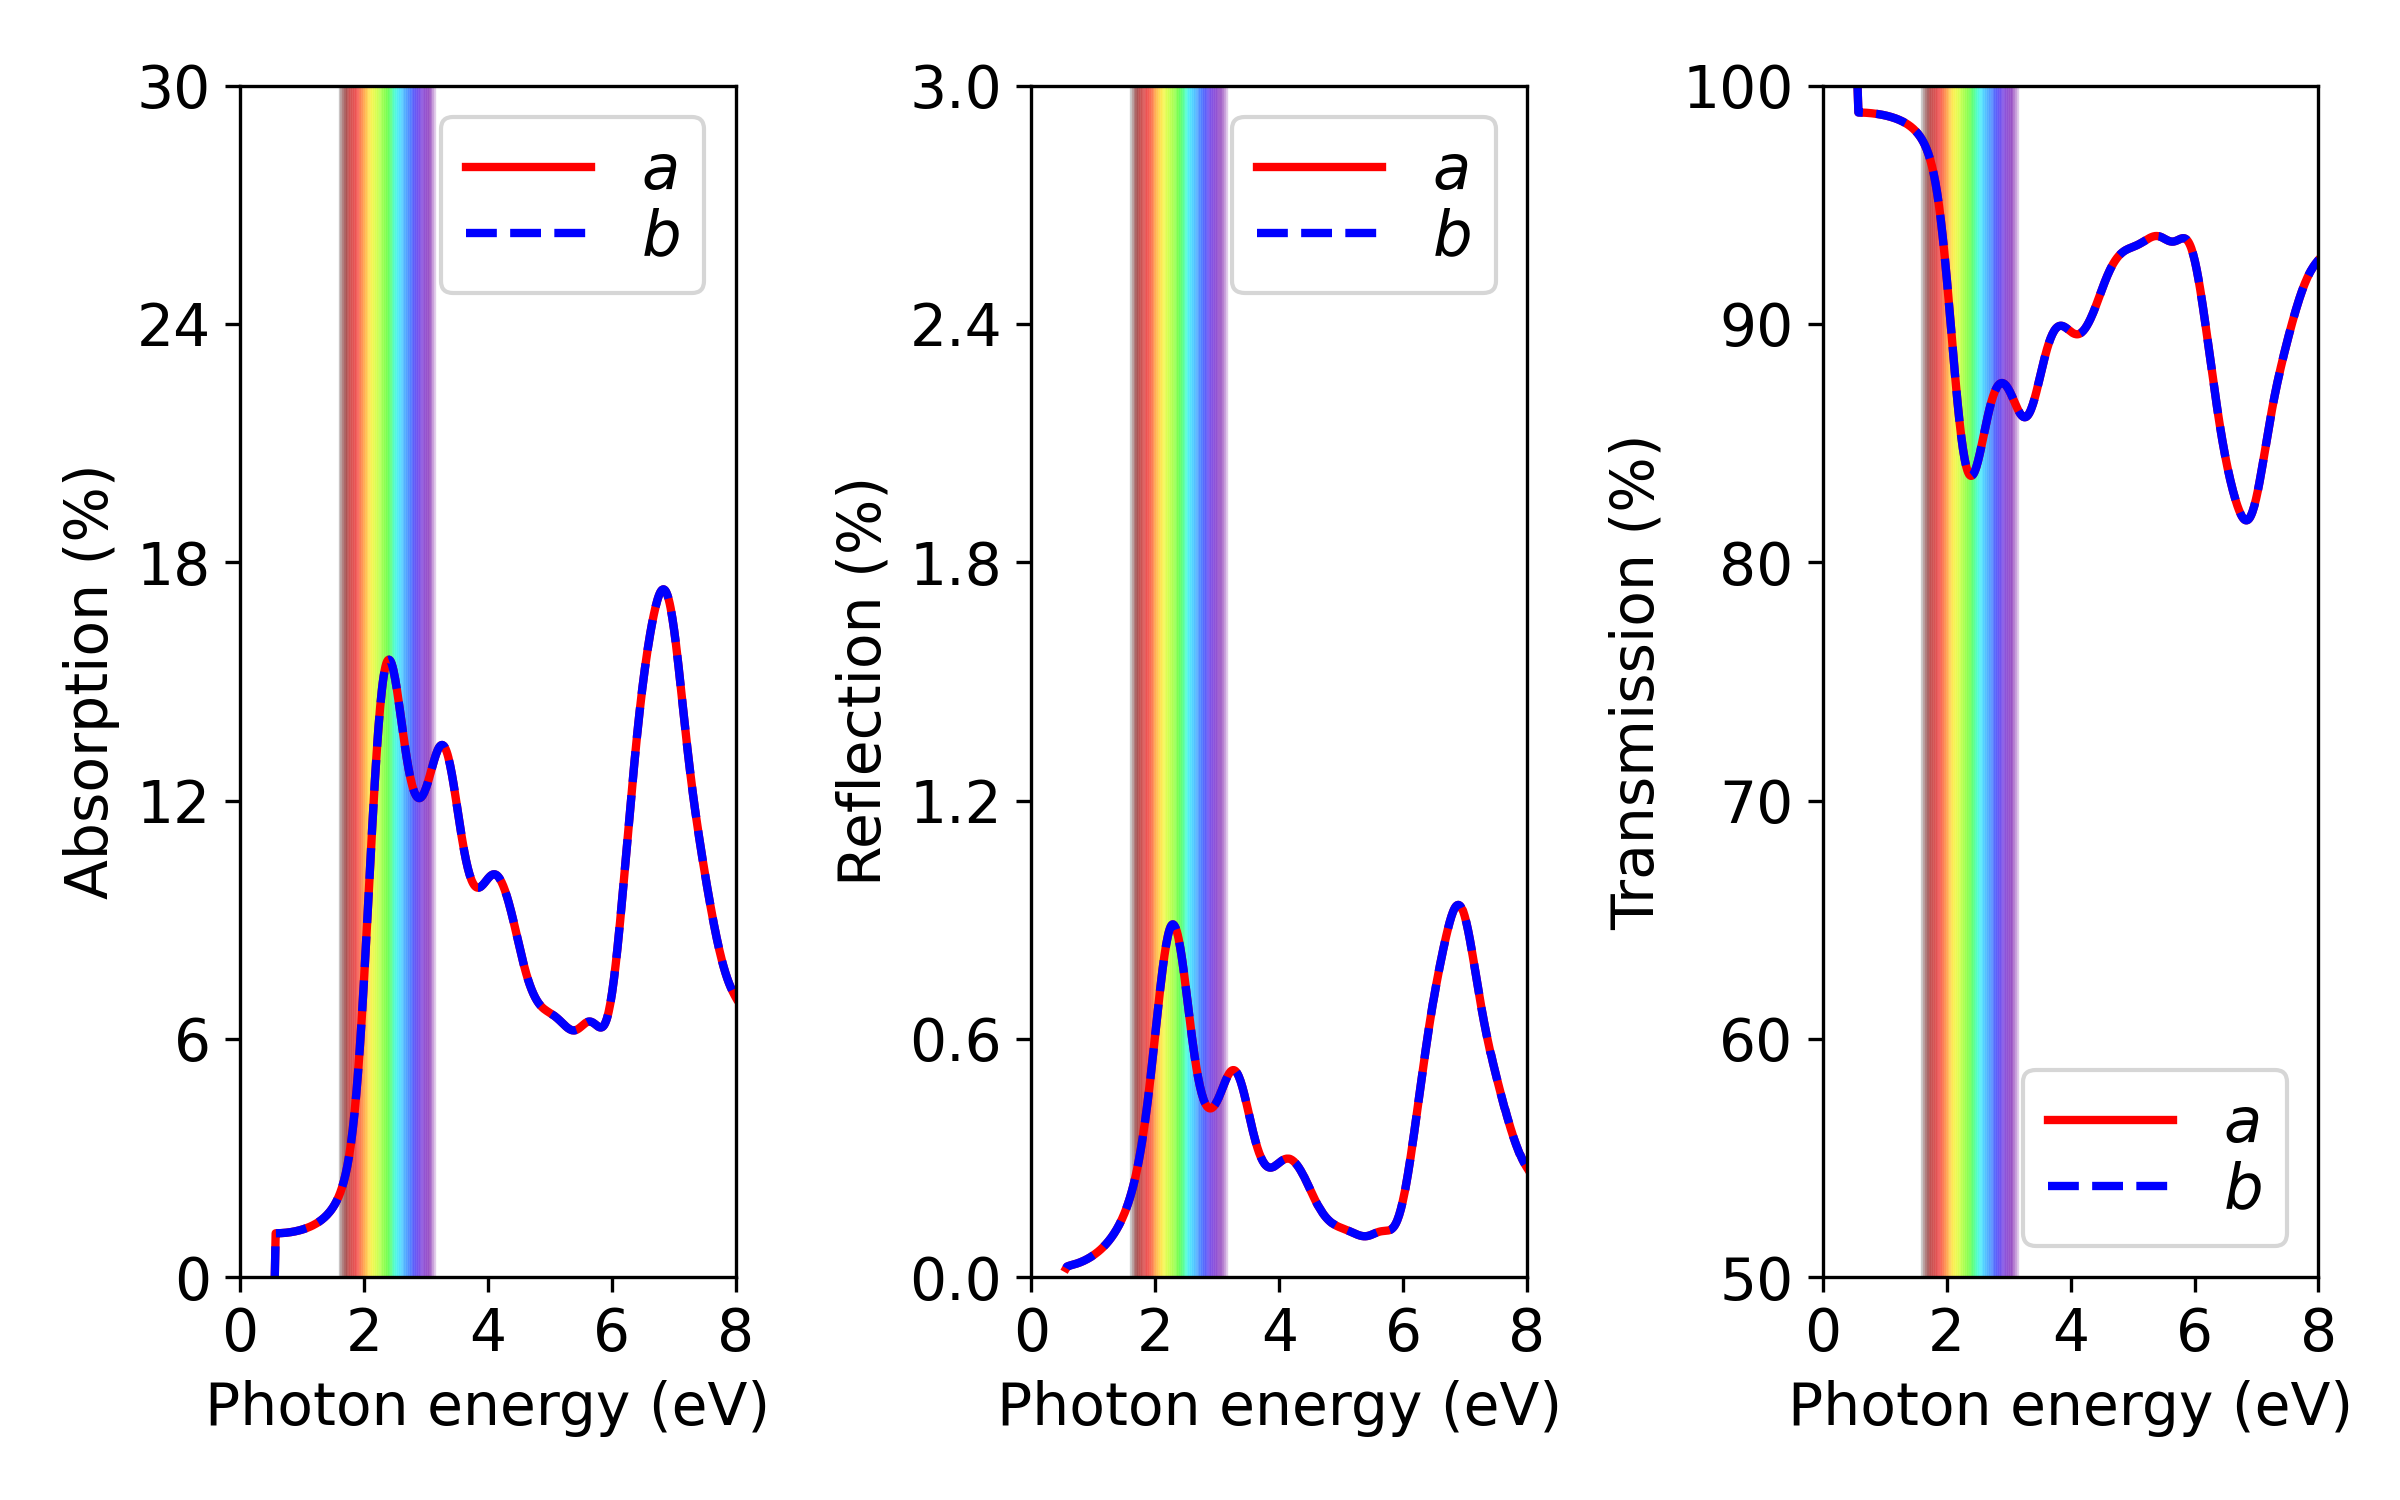 30
24
18
12
6
0
0 2 4 6 8
Absorption (%)
Photon energy (eV)
a
b
3.0
2.4
1.8
1.2
0.6
0.0
0 2 4 6 8
Reflection (%)
Photon energy (eV)
a
b
100
90
80
70
60
50
0 2 4 6 8
Transmission (%)
Photon energy (eV)
a
b